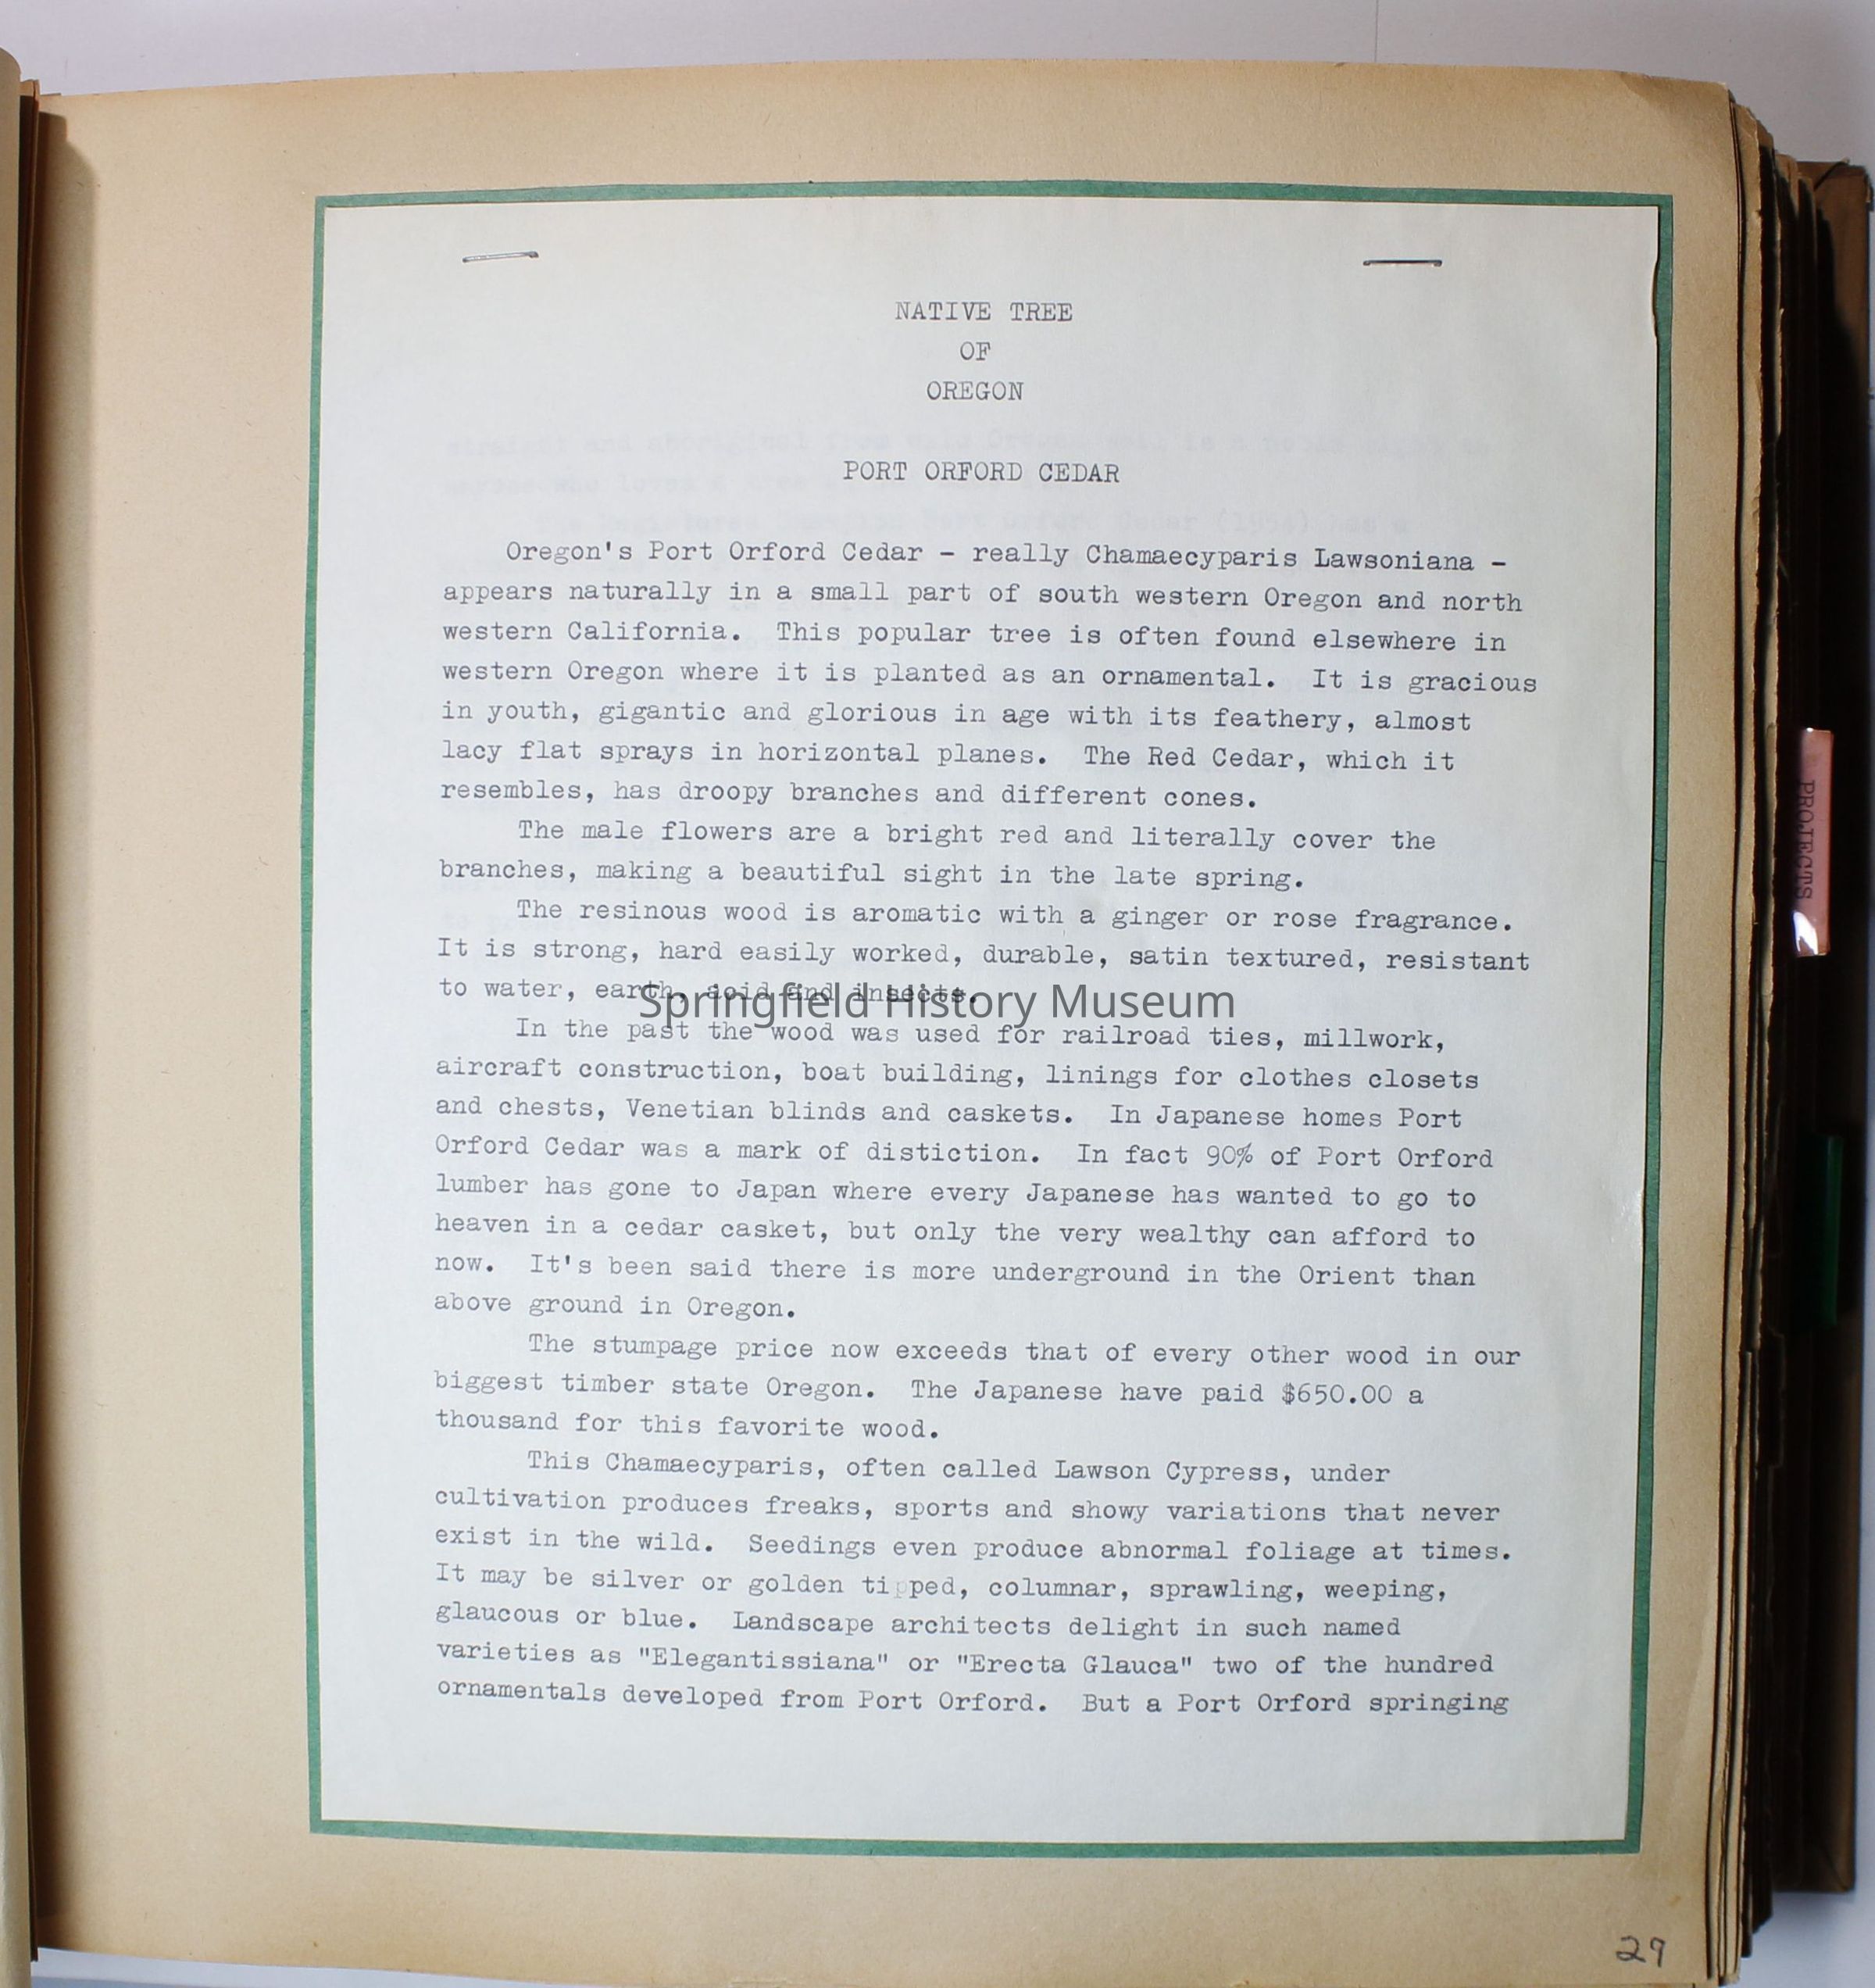 NATIVE TREE
OF
OREGON
PORT ORFORD CEDAR
Oregon's Port Orford Cedar - really Chamaecyparis Lawsoniana -
appears naturally in a small part of south western Oregon and north
western California. This popular tree is often found elsewhere in
western Oregon where it is planted as an ornamental. It is gracious
in youth, gigantic and glorious in age with its feathery, almost
lacy flat sprays in horizontal planes. The Red Cedar, which it
resembles, has droopy branches and different cones.
The male flowers are a bright red and literally cover the
branches, making a beautiful sight in the late spring.
The resinous wood is aromatic with a ginger or rose fragrance.
It is strong, hard easily worked, durable, satin textured, resistant
to water, earth, acid and insects.
Springfield History Museum
In the past the wood was used for railroad ties, millwork,
aircraft construction, boat building, linings for clothes closets
and chests, Venetian blinds and caskets. In Japanese homes Port
Orford Cedar was a mark of distiction. In fact 90% of Port Orford
lumber has gone to Japan where every Japanese has wanted to go to
heaven in a cedar casket, but only the very wealthy can afford to
now. It's been said there is more underground in the Orient than
above ground in Oregon.
The stumpage price now exceeds that of every other wood in our
biggest timber state Oregon. The Japanese have paid $650.00 a
thousand for this favorite wood.
This Chamaecyparis, often called Lawson Cypress, under
cultivation produces freaks, sports and showy variations that never
exist in the wild. Seedings even produce abnormal foliage at times.
It may be silver or golden tipped, columnar, sprawling, weeping,
glaucous or blue. Landscape architects delight in such named
varieties as "Elegantissiana" or "Erecta Glauca" two of the hundred
ornamentals developed from Port Orford. But a Port Orford springing
PROJECTS
29